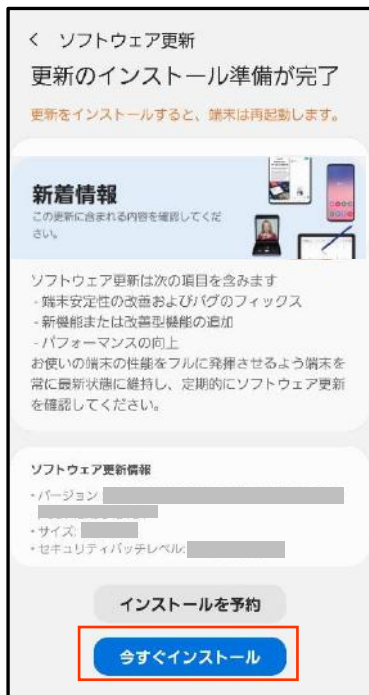 < ソフトウェア更新
更新のインストール準備が完了
更新をインストールすると、端末は再起動します。
新着情報
この更新に含まれる内容を確認してくだ
さい。
ソフトウェア更新は次の項目を含みます
- 端末安定性の改善およびバグのフィックス
- 新機能または改善型機能の追加
- パフォーマンスの向上
お使いの端末の性能をフルに発揮させるよう端末を
常に最新状態に維持し、定期的にソフトウェア更新
を確認してください。
ソフトウェア更新情報
・バージョン:
・サイズ:
・セキュリティパッチレベル:
インストールを予約
今すぐインストール